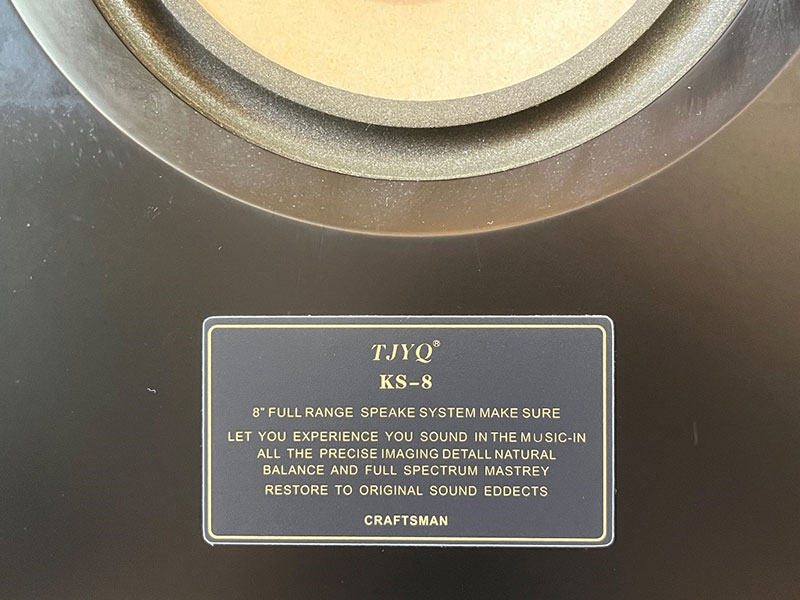 TJYQ®
KS-8
8" FULL RANGE SPEAKE SYSTEM MAKE SURE
LET YOU EXPERIENCE YOU SOUND IN THE MUSIC-IN
ALL THE PRECISE IMAGING DETALL NATURAL
BALANCE AND FULL SPECTRUM MASTREY
RESTORE TO ORIGINAL SOUND EDDECTS
CRAFTSMAN